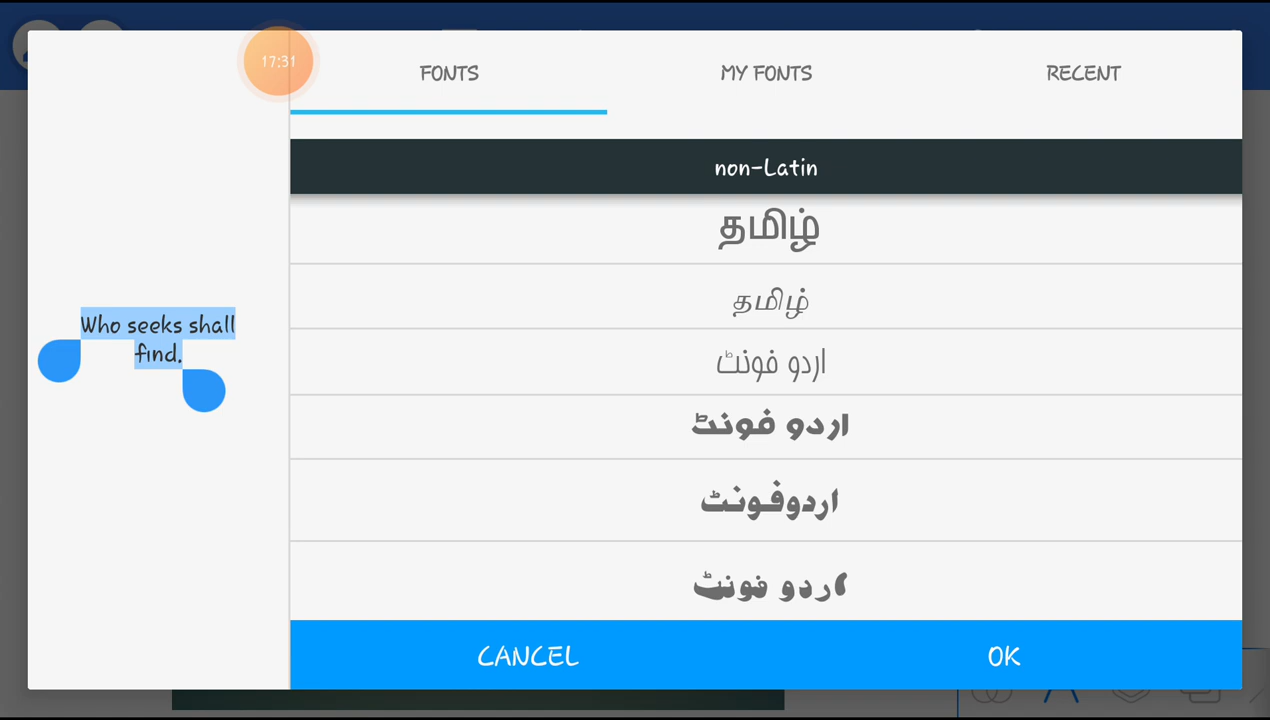 17:31
FONTS
MY FONTS
RECENT
non-Latin
தமிழ்
தமிழ்
اردو فونٹ
اردو فونٹ
اردوفونٹ
اردو فونٹ
Who seeks shall
find.
CANCEL
OK